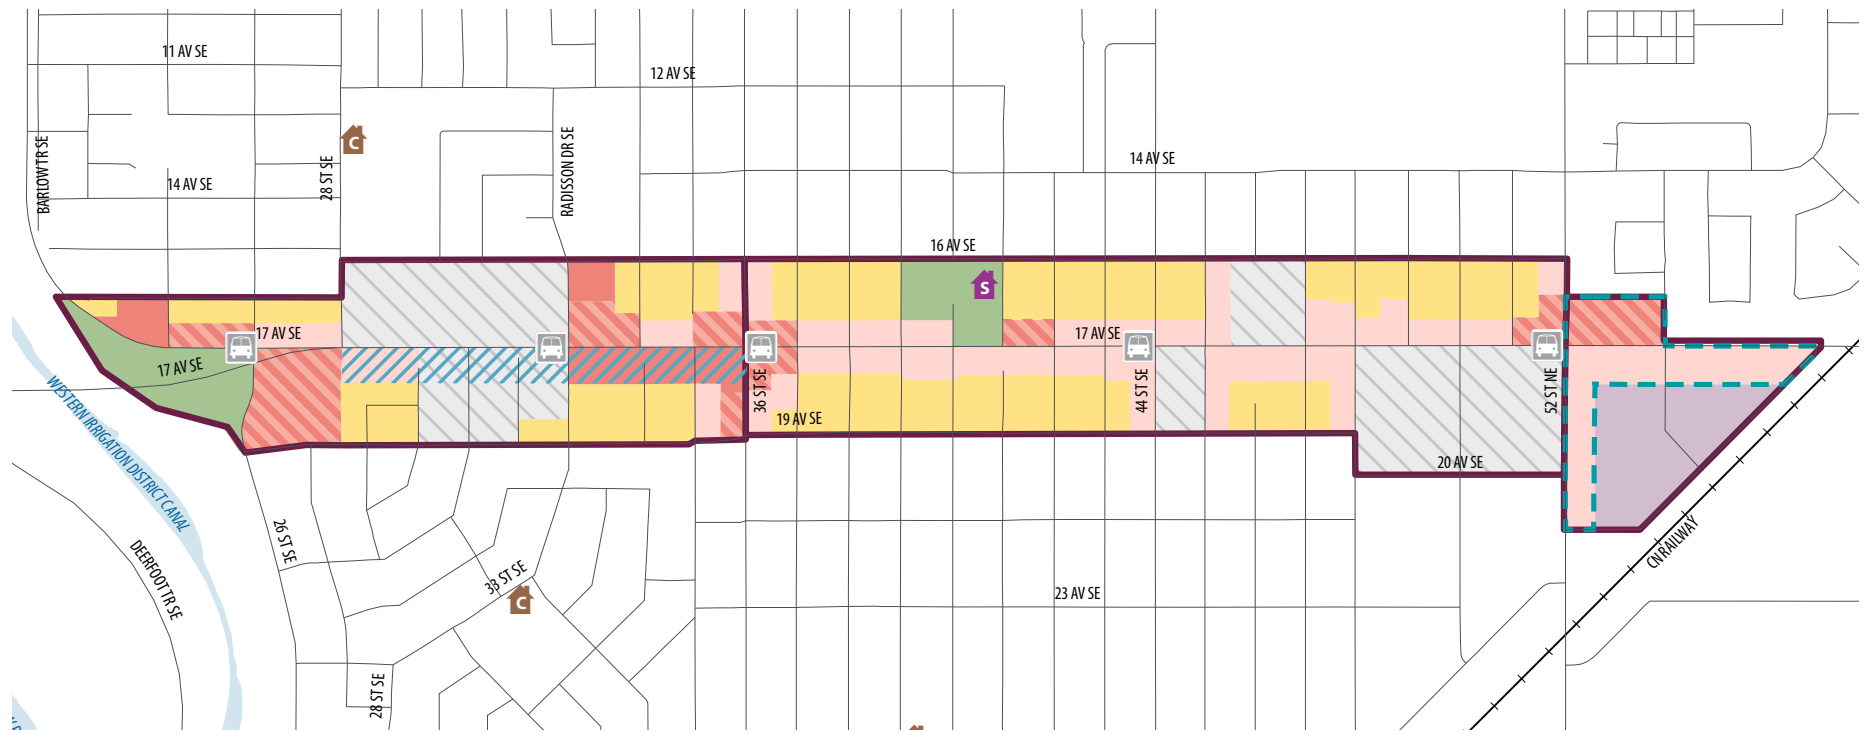 11 AV SE
12 AV SE
BARLOW TR SE
C
28 ST SE
RADISSON DR SE
14 AV SE
14 AV SE
16 AV SE
S
17 AV SE
17 AV SE
17 AV SE
36 ST SE
44 ST SE
52 ST NE
19 AV SE
20 AV SE
WESTERN IRRIGATION DISTRICT CANAL
DEERFOOT TR SE
26 ST SE
33 ST SE
C
CN RAILWAY
23 AV SE
28 ST SE